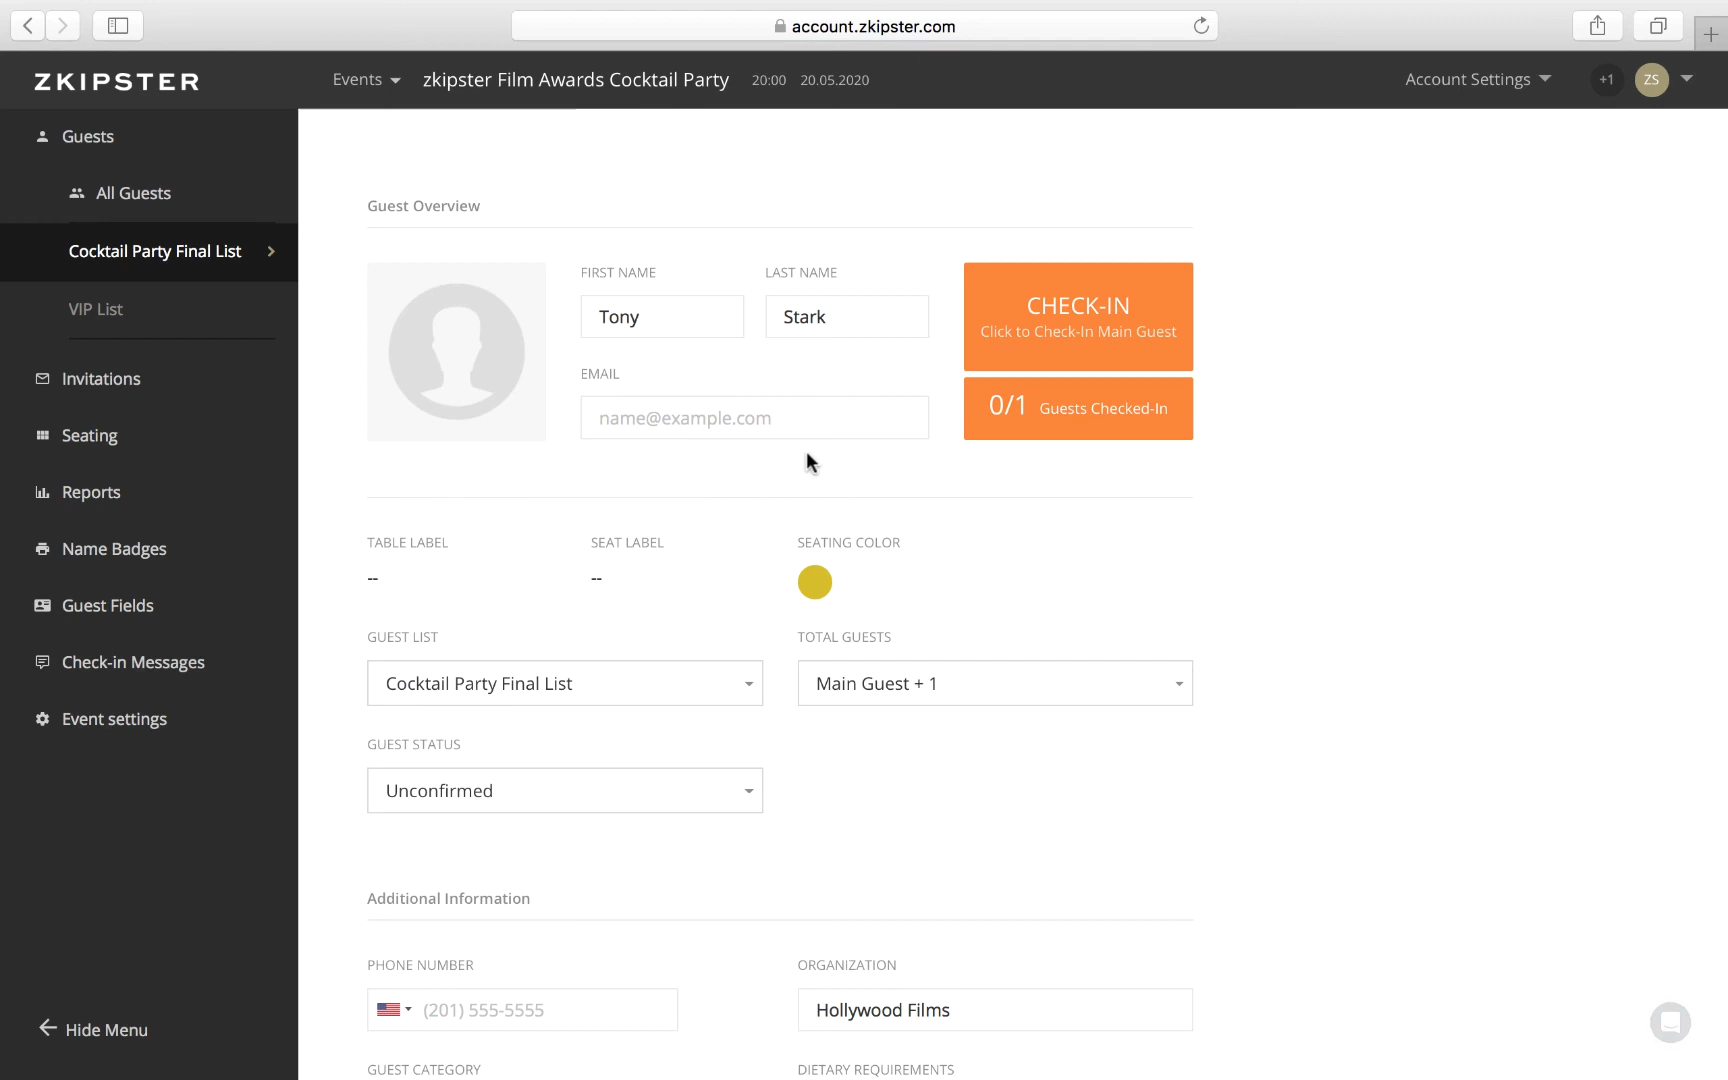 account.zkipster.com
ZKIPSTER
Events
zkipster Film Awards Cocktail Party
20:00
20.05.2020
Account Settings
+1
ZS
Guests
All Guests
Cocktail Party Final List
VIP List
Invitations
Seating
Reports
Name Badges
Guest Fields
Check-in Messages
Event settings
Hide Menu
Guest Overview
FIRST NAME
LAST NAME
Tony
Stark
EMAIL
name@example.com
CHECK-IN
Click to Check-In Main Guest
0/1 Guests Checked-In
TABLE LABEL
SEAT LABEL
SEATING COLOR
--
--
GUEST LIST
TOTAL GUESTS
Cocktail Party Final List
Main Guest + 1
GUEST STATUS
Unconfirmed
Additional Information
PHONE NUMBER
ORGANIZATION
(201) 555-5555
Hollywood Films
GUEST CATEGORY
DIETARY REQUIREMENTS